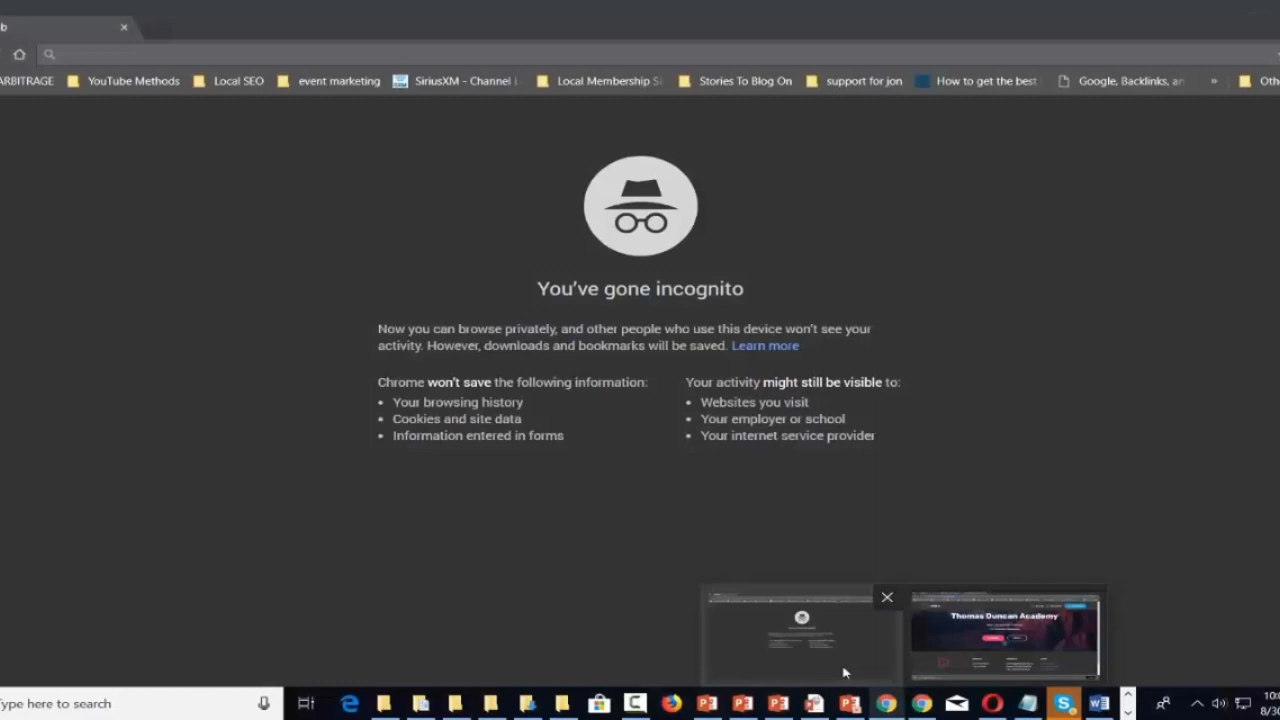 b
ARBITRAGE YouTube Methods Local SEO event marketing SiriusXM - Channel Local Membership Stories To Blog On support for jon How to get the best Google, Backlinks, an » Oth
You've gone incognito
Now you can browse privately, and other people who use this device won't see your
activity. However, downloads and bookmarks will be saved. Learn more
Chrome won't save the following information:
• Your browsing history
• Cookies and site data
• Information entered in forms
Your activity might still be visible to:
• Websites you visit
• Your employer or school
• Your internet service provider
Thomas Duncan Academy
ype here to search
10:
8/30